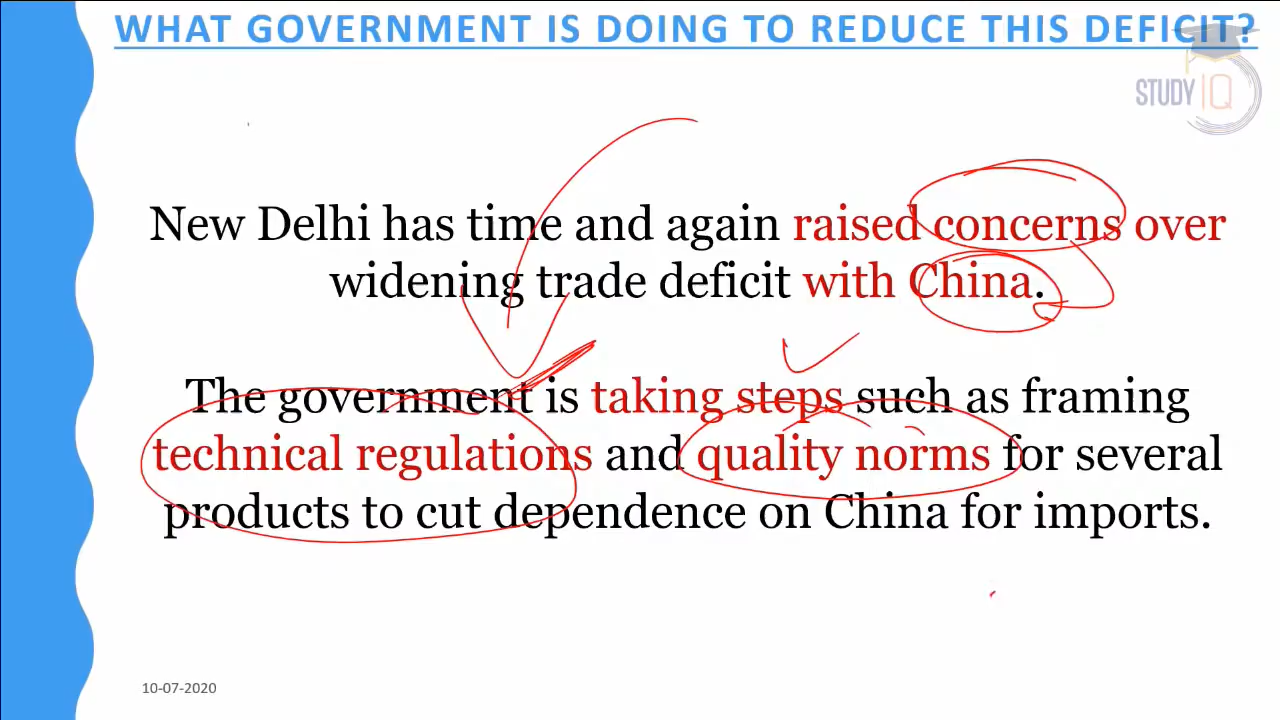 WHAT GOVERNMENT IS DOING TO REDUCE THIS DEFICIT?
STUDY IQ
New Delhi has time and again raised concerns over
widening trade deficit with China.
The government is taking steps such as framing
technical regulations and quality norms for several
products to cut dependence on China for imports.
10-07-2020